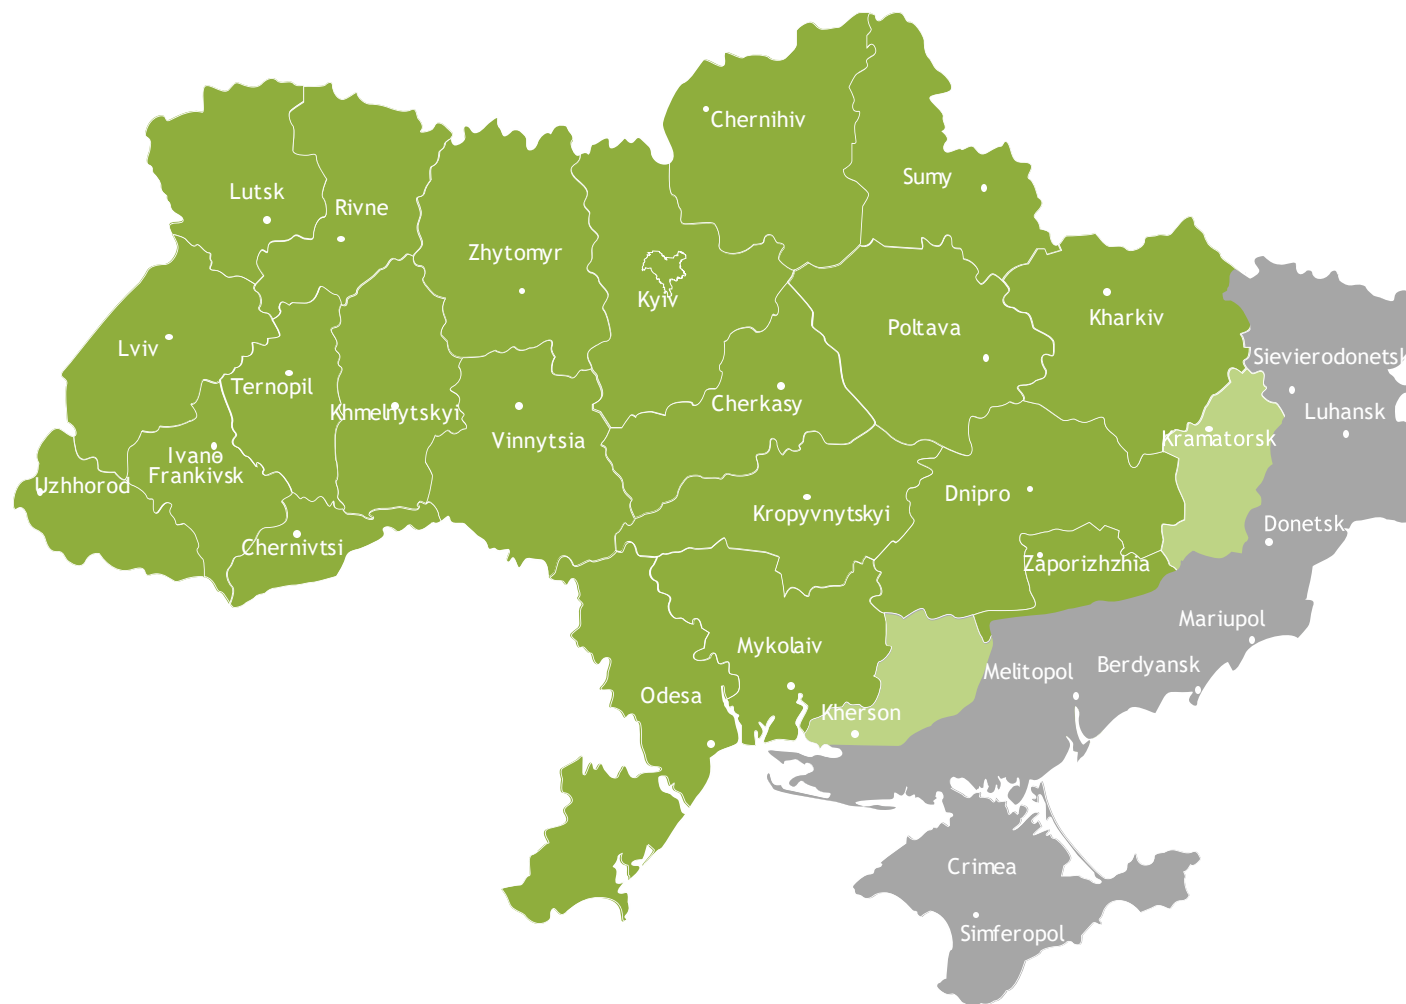 Chernihiv
Sumy
Lutsk
Rivne
Zhytomyr
Kyiv
Poltava
Kharkiv
Lviv
Sievierodonetsk
Ternopil
Khmelnytskyi
Cherkasy
Luhansk
Vinnytsia
Kramatorsk
Ivano
Frankivsk
Uzhhorod
Dnipro
Kropyvnytskyi
Donetsk
Chernivtsi
Zaporizhzhia
Mariupol
Mykolaiv
Melitopol
Berdyansk
Odesa
Kherson
Crimea
Simferopol